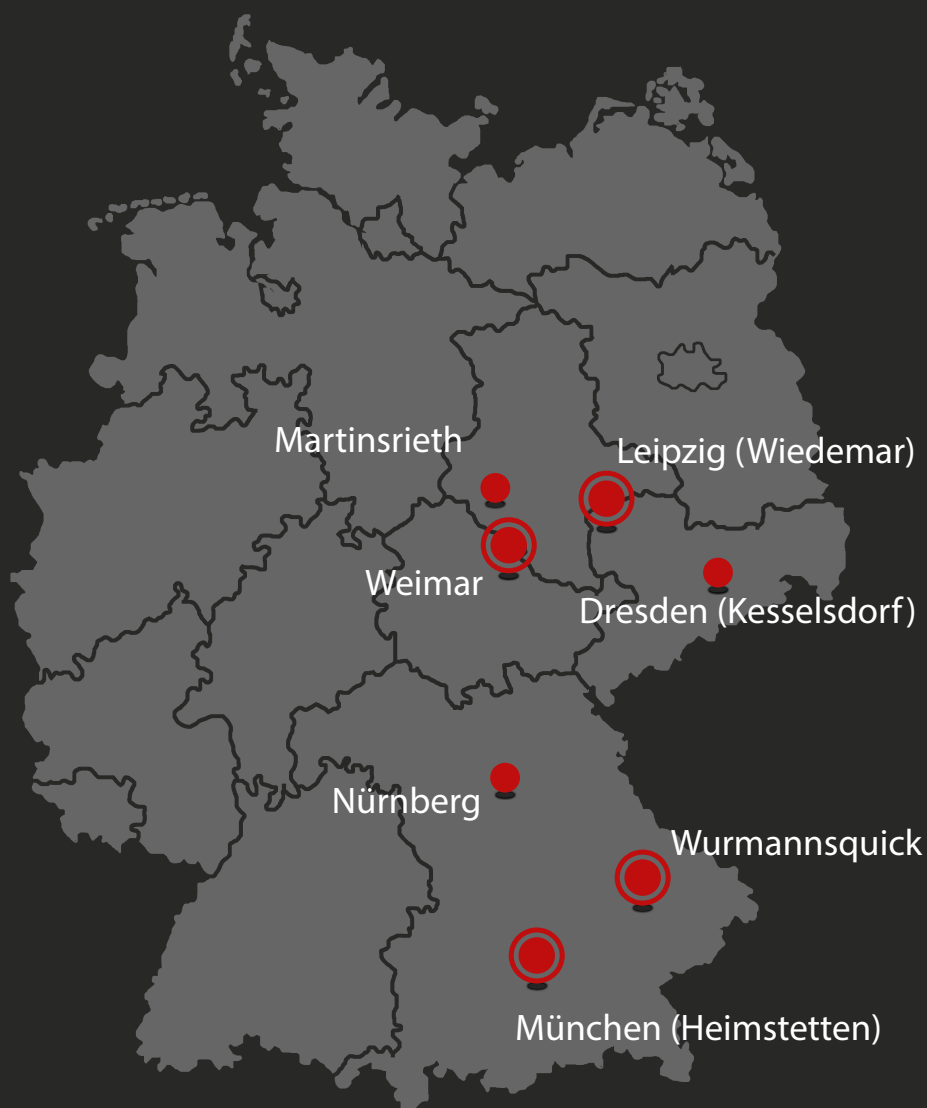 Martinsrieth
Leipzig (Wiedemar)
Weimar
Dresden (Kesselsdorf)
Nürnberg
Wurmannsquick
München (Heimstetten)